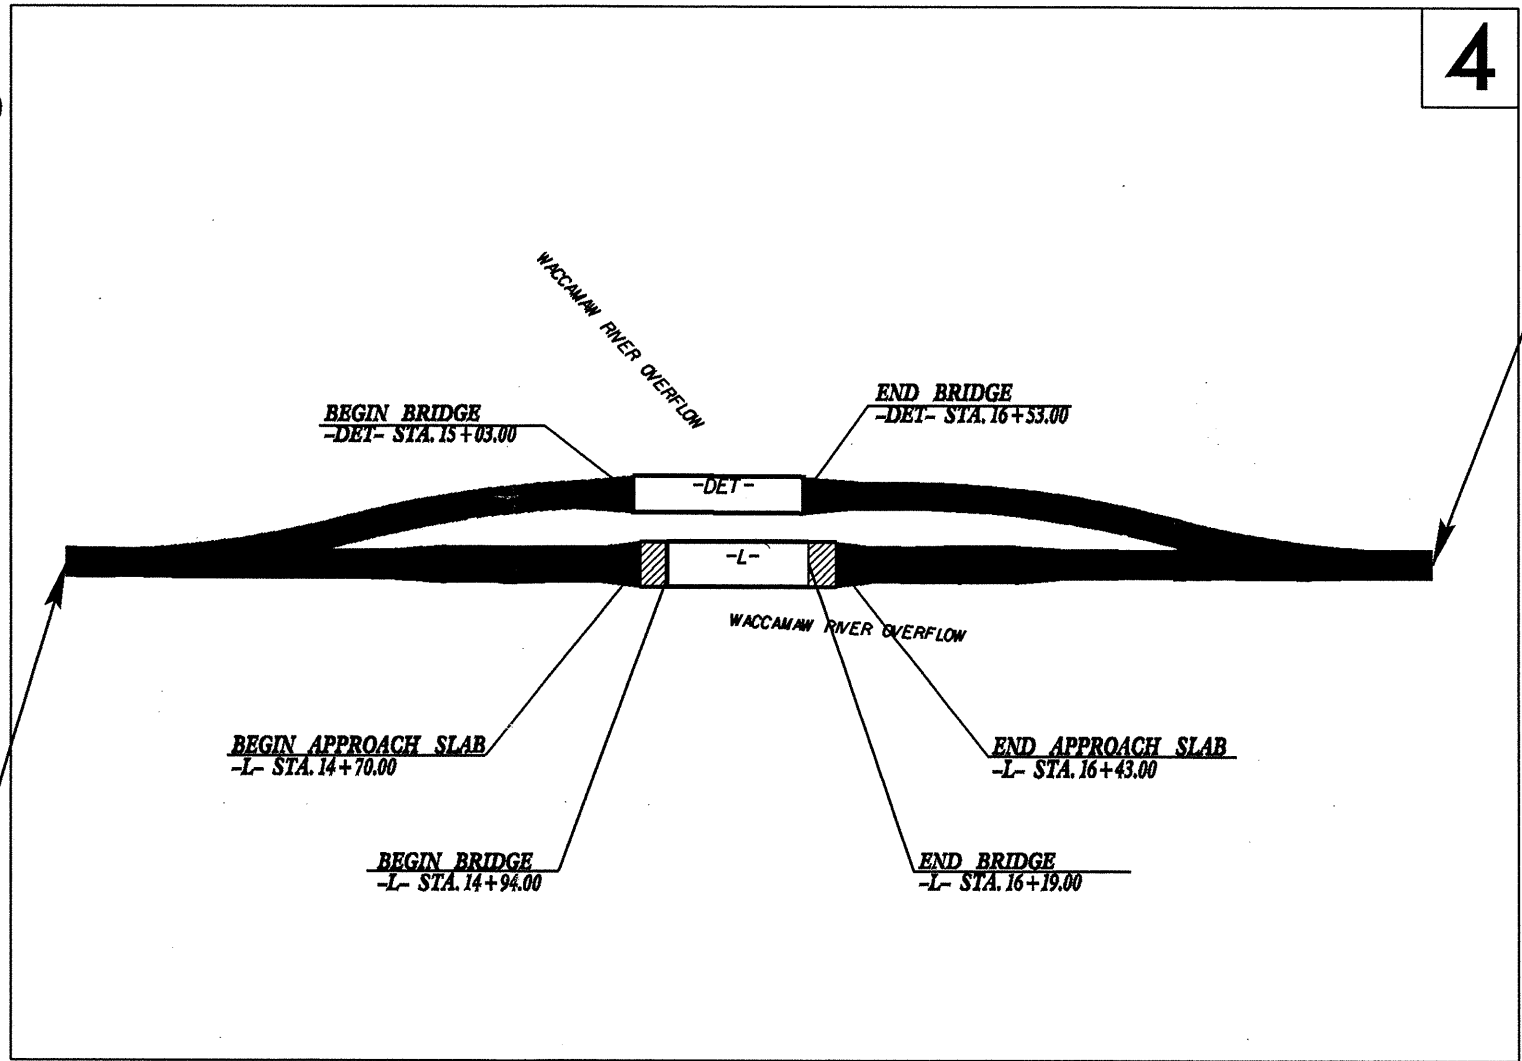 4
WACCAMAW RIVER OVERFLOW
BEGIN BRIDGE
-DET- STA. 15+03.00
END BRIDGE
-DET- STA. 16+53.00
-DET-
-L-
WACCAMAW RIVER OVERFLOW
BEGIN APPROACH SLAB
-L- STA. 14+70.00
END APPROACH SLAB
-L- STA. 16+43.00
BEGIN BRIDGE
-L- STA. 14+94.00
END BRIDGE
-L- STA. 16+19.00